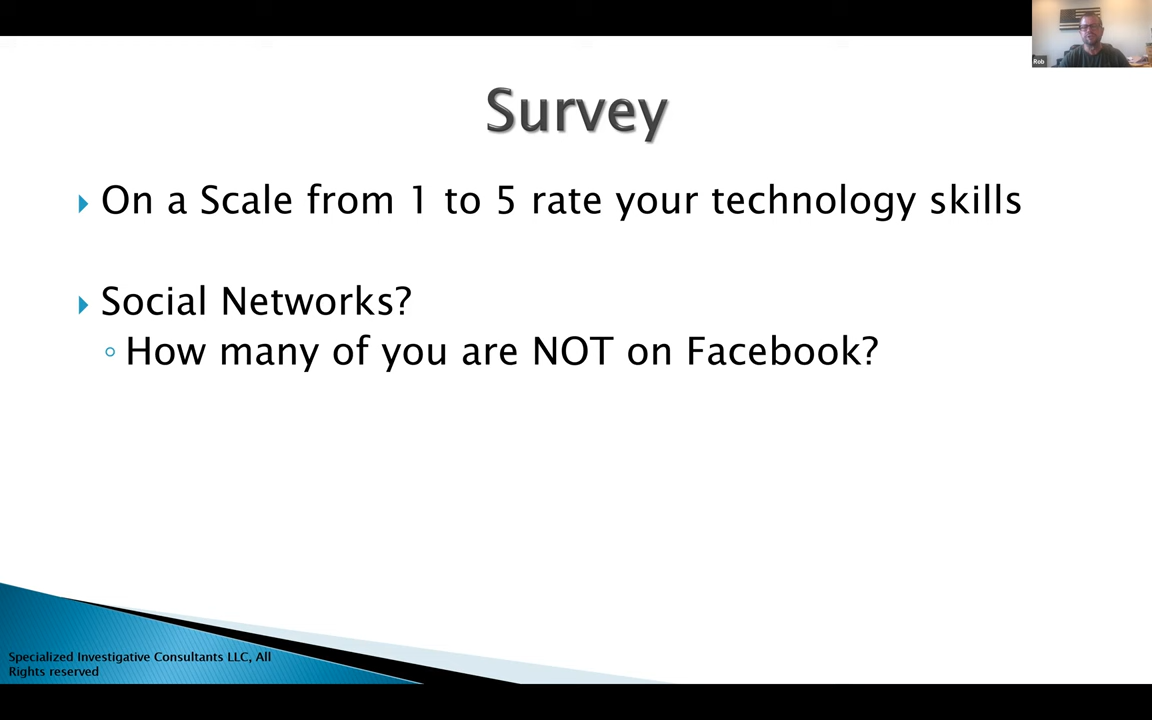 Rob
Survey
On a Scale from 1 to 5 rate your technology skills
Social Networks?
How many of you are NOT on Facebook?
Specialized Investigative Consultants LLC, All
Rights reserved